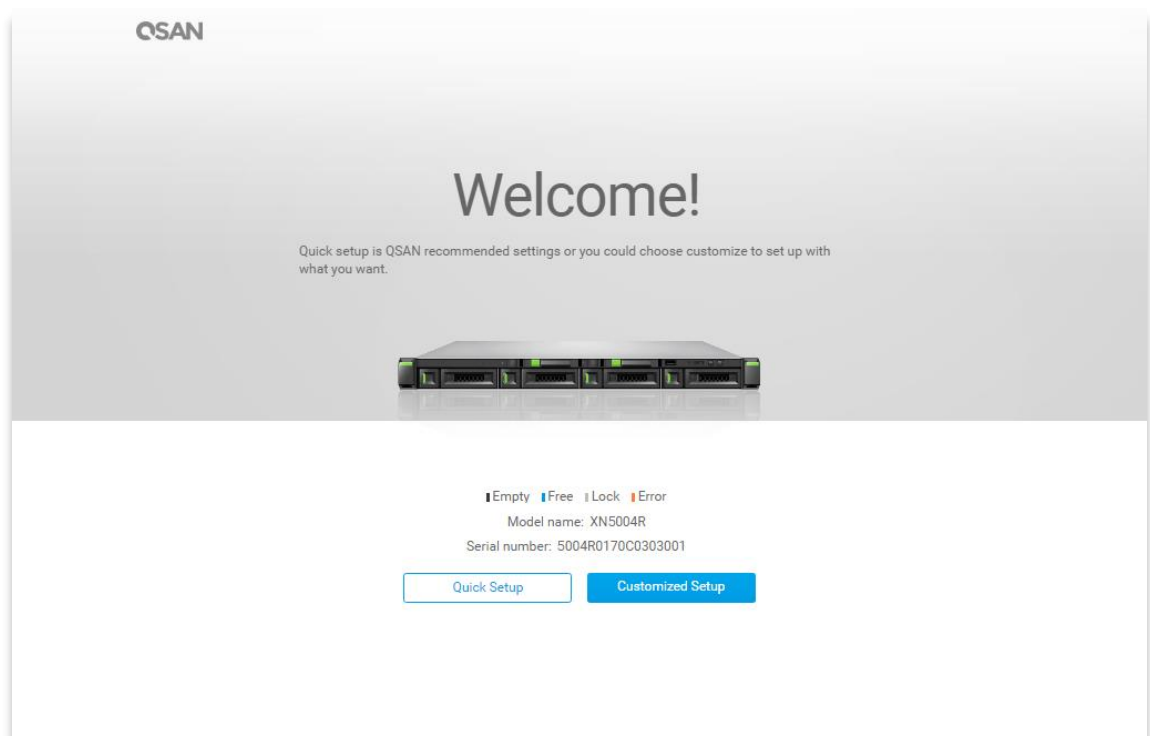 QSAN
Welcome!
Quick setup is QSAN recommended settings or you could choose customize to set up with
what you want.
Empty Free Lock Error
Model name: XN5004R
Serial number: 5004R0170C0303001
Quick Setup Customized Setup